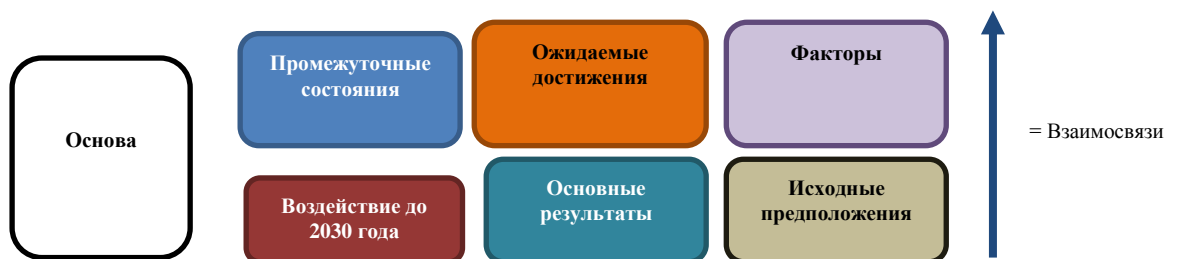 Основа
Промежуточные
состояния
Ожидаемые
достижения
Факторы
= Взаимосвязи
Воздействие до
2030 года
Основные
результаты
Исходные
предположения